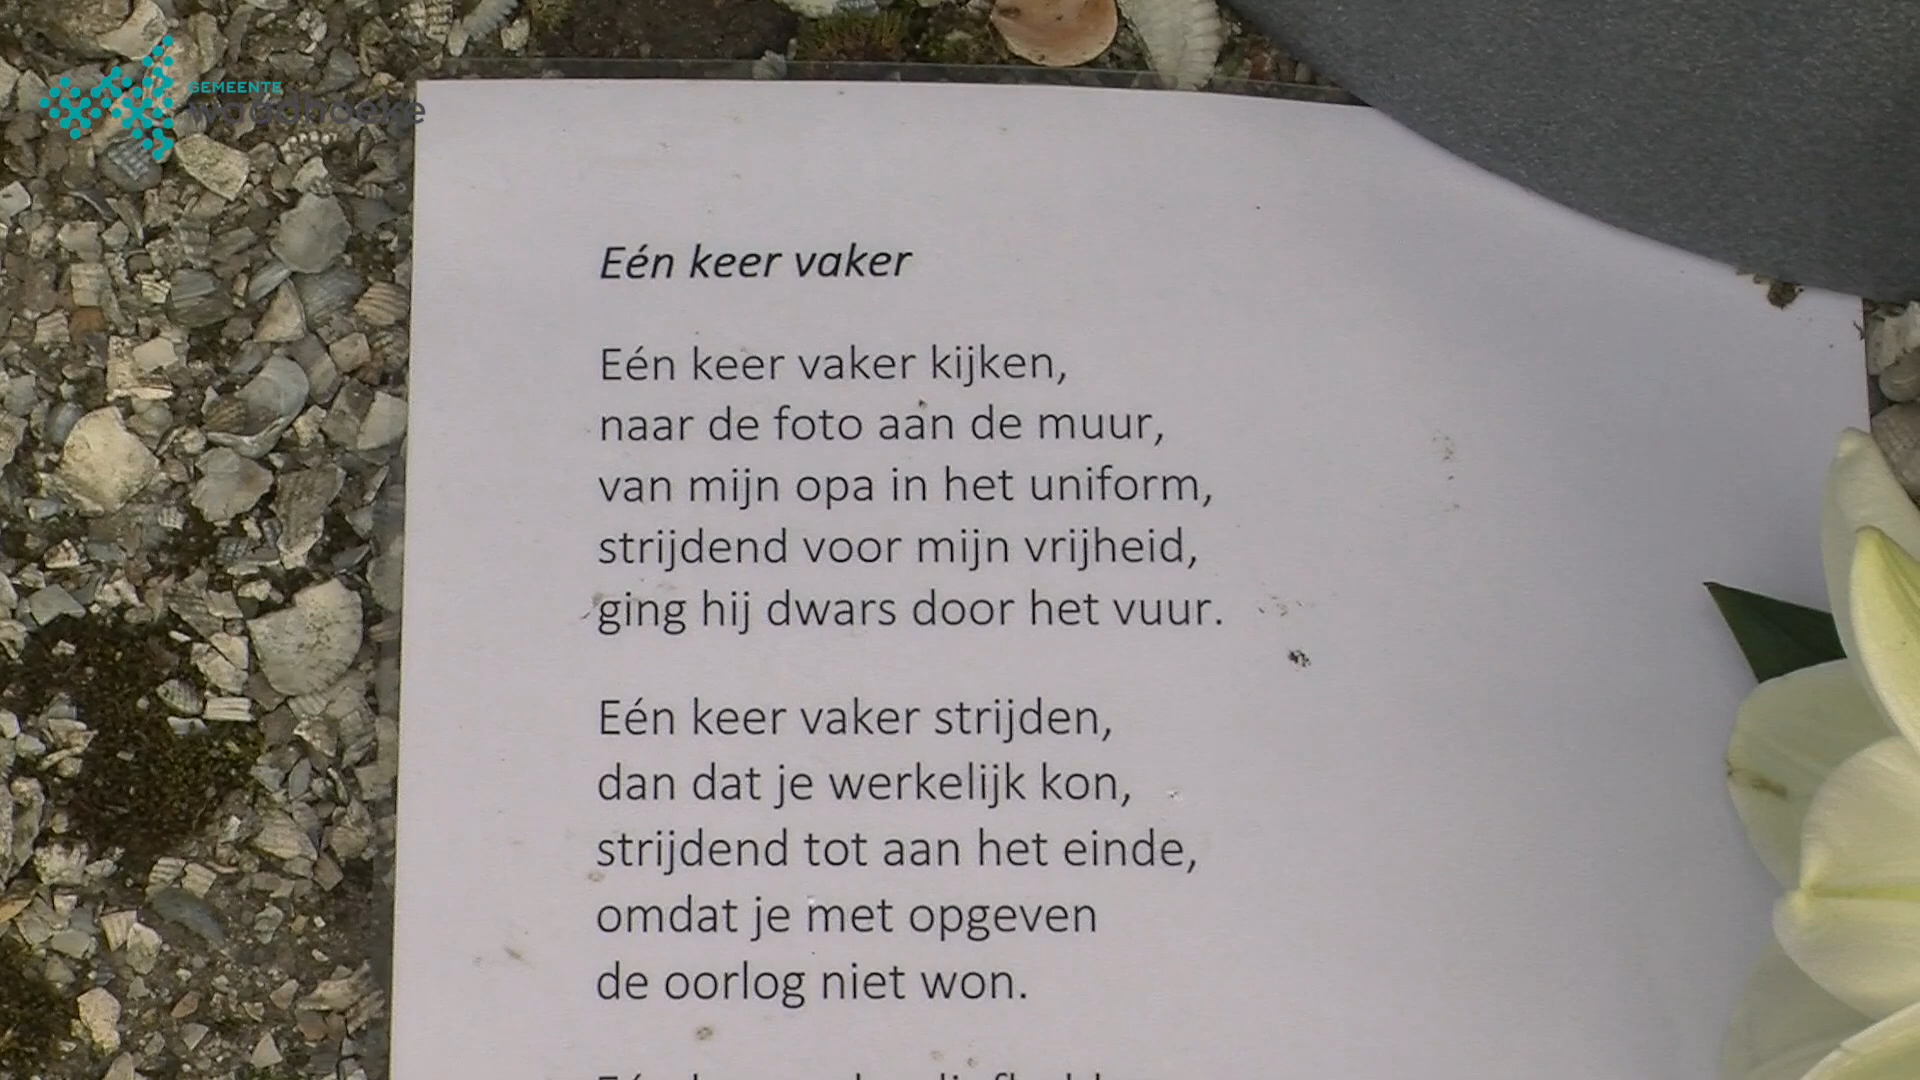 GEMEENTE
waadhoeke
Eén keer vaker
Eén keer vaker kijken,
naar de foto aan de muur,
van mijn opa in het uniform,
strijdend voor mijn vrijheid,
ging hij dwars door het vuur.
Eén keer vaker strijden,
dan dat je werkelijk kon,
strijdend tot aan het einde,
omdat je met opgeven
de oorlog niet won.